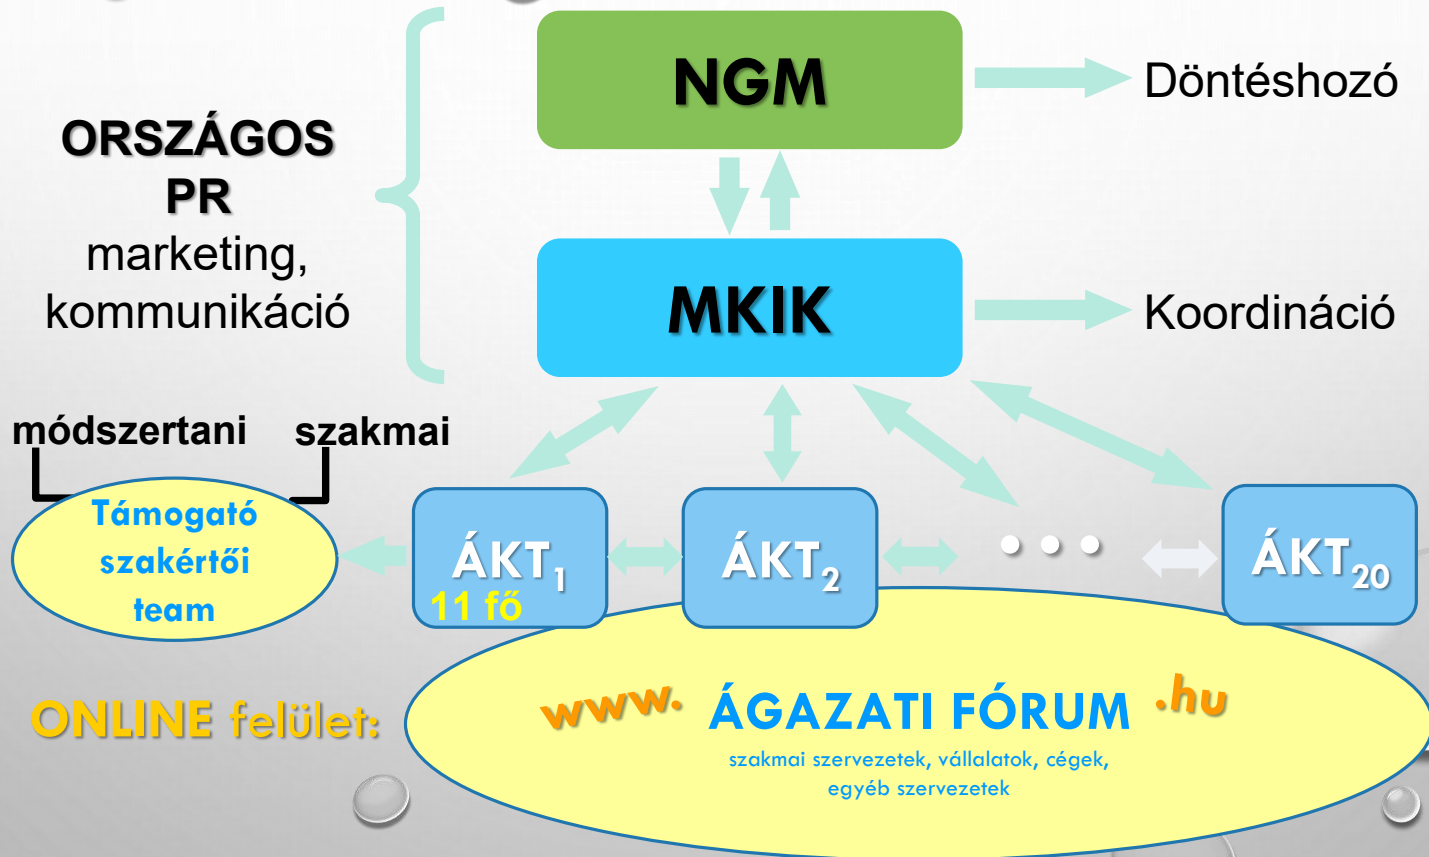 NGM
Döntéshozó
ORSZÁGOS
PR
marketing,
kommunikáció
MKIK
Koordináció
módszertani szakmai
Támogató
szakértői
team
ÁKT1
11 fő
ÁKT2
...
ÁKT20
ONLINE felület:
www. ÁGAZATI FÓRUM .hu
szakmai szervezetek, vállalatok, cégek,
egyéb szervezetek